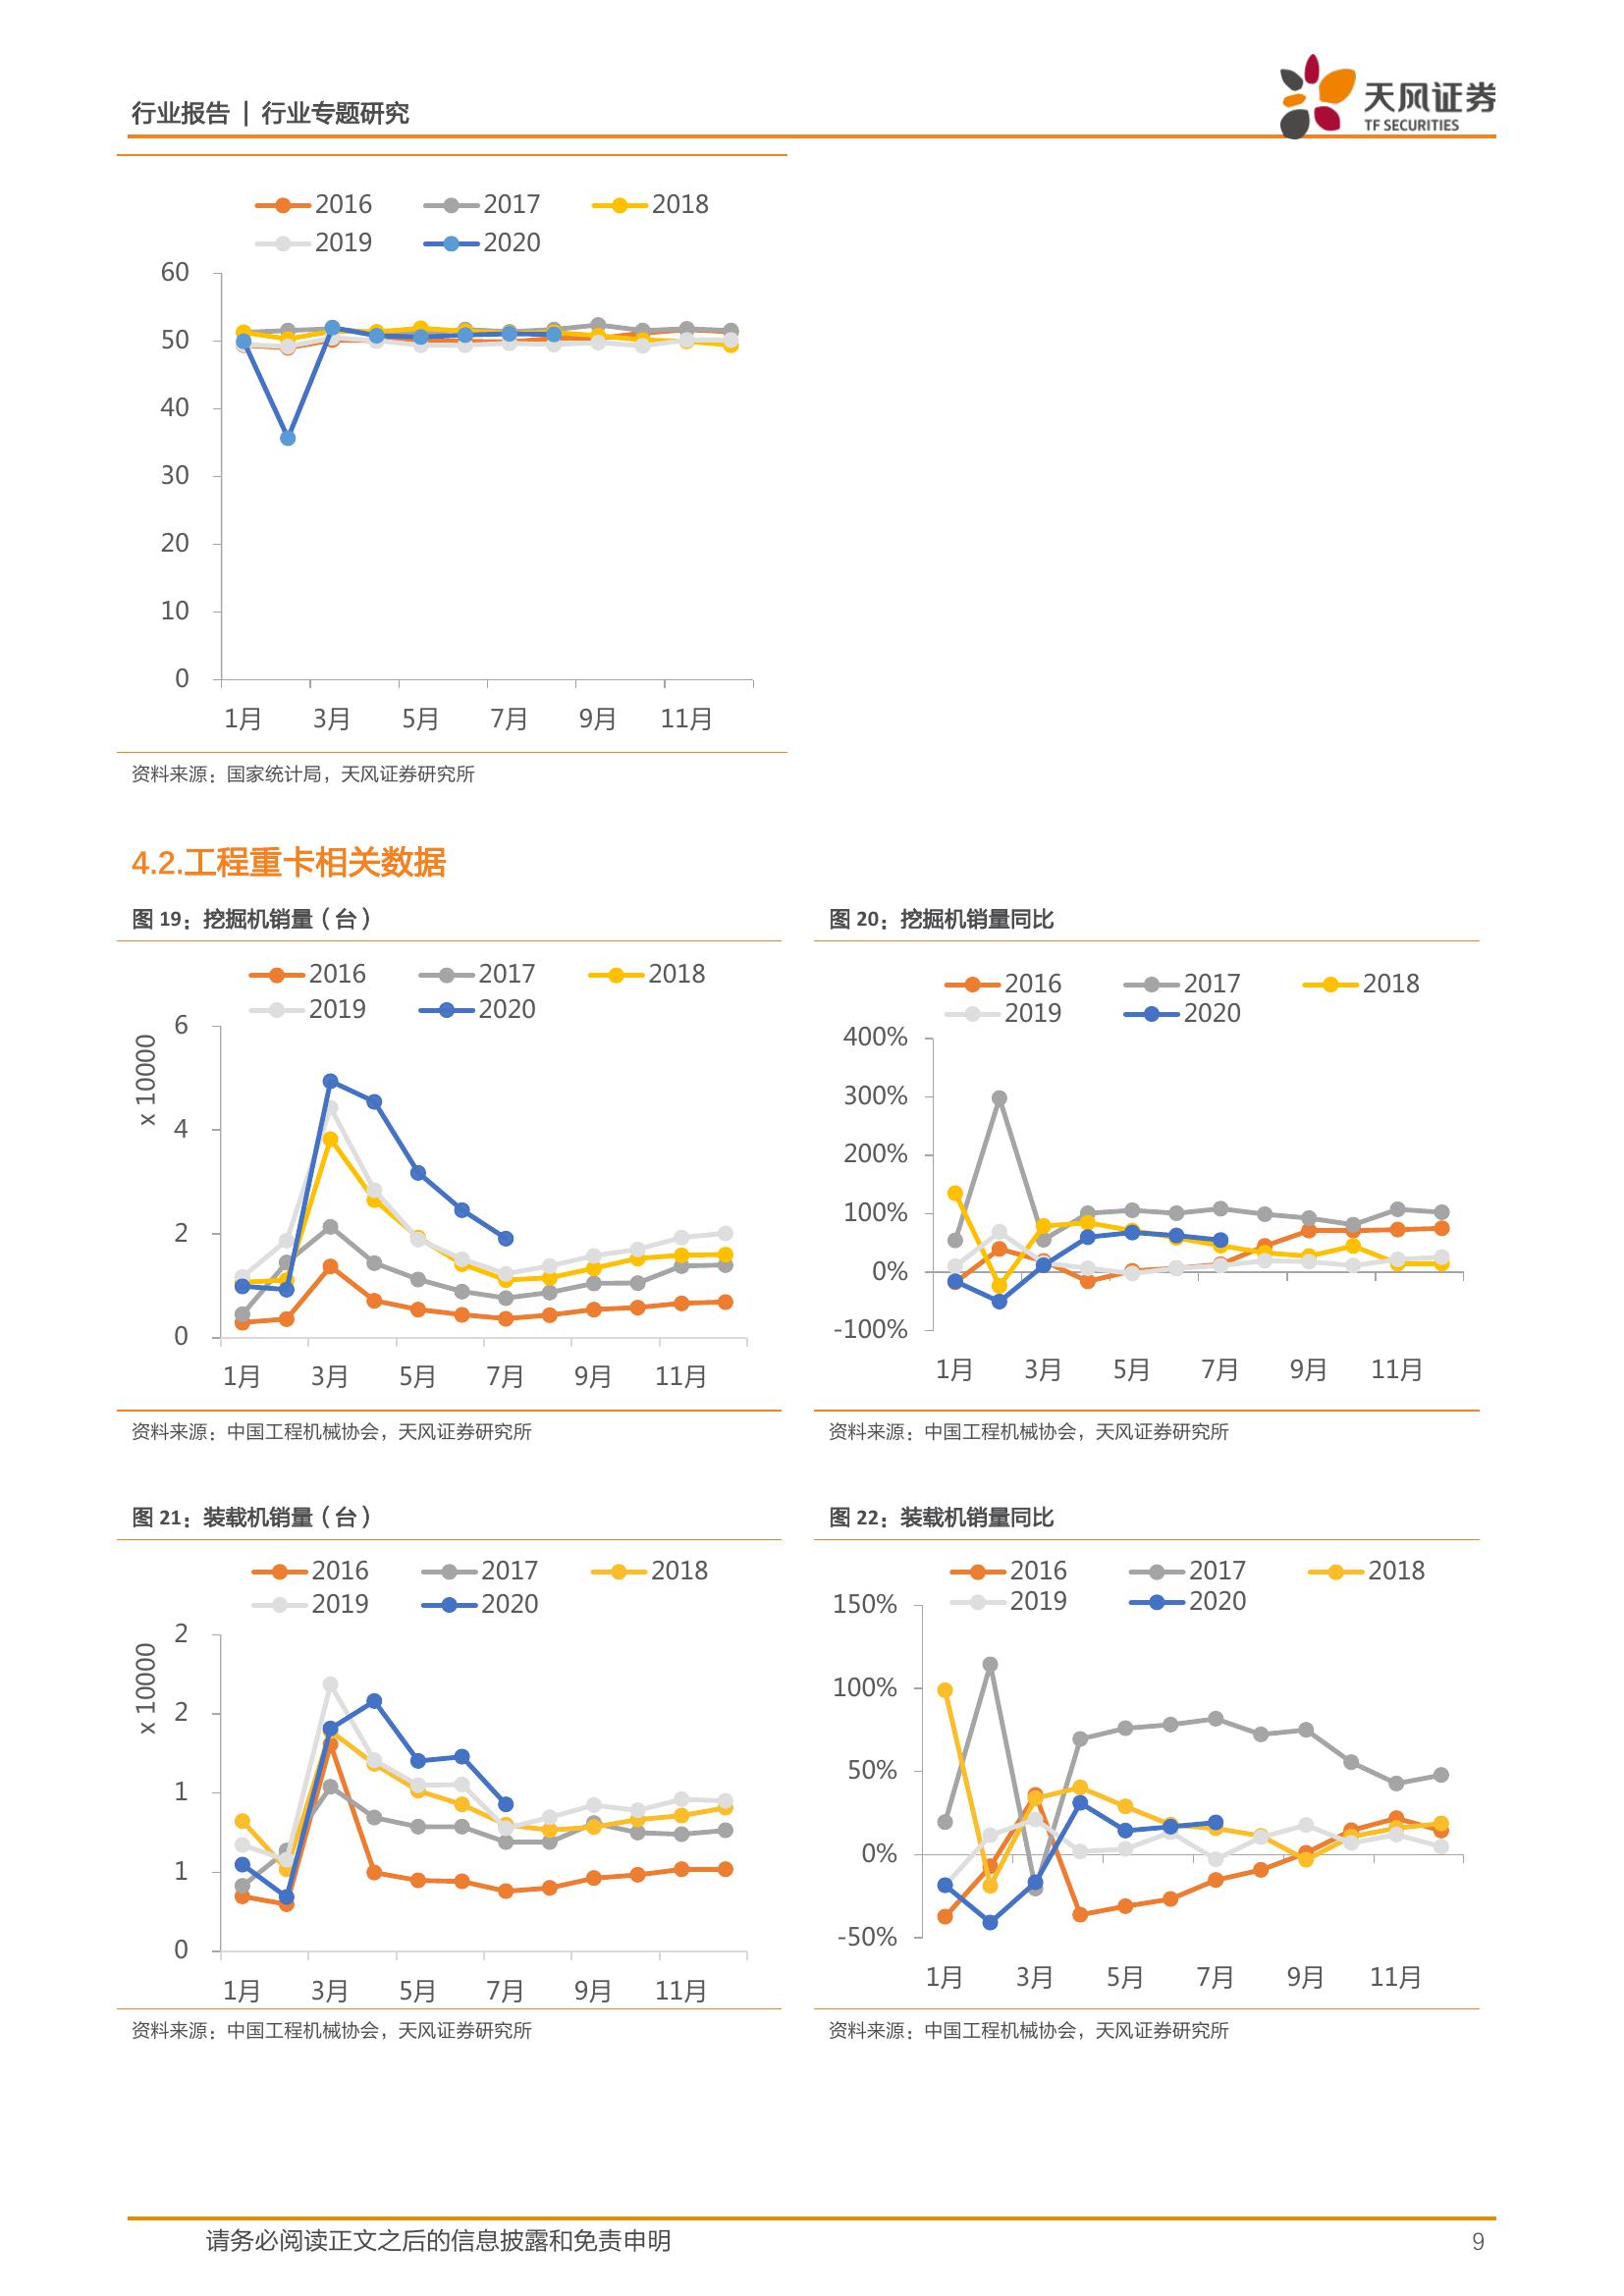 行业报告 | 行业专题研究
天风证券
TF SECURITIES
2016 2017 2018
2019 2020
60
50
40
30
20
10
0
1月 3月 5月 7月 9月 11月
资料来源：国家统计局，天风证券研究所
4.2.工程重卡相关数据
图 19：挖掘机销量（台）
2016 2017 2018
2019 2020
x 10000
6
4
2
0
1月 3月 5月 7月 9月 11月
资料来源：中国工程机械协会，天风证券研究所
图 20：挖掘机销量同比
2016 2017 2018
2019 2020
400%
300%
200%
100%
0%
-100%
1月 3月 5月 7月 9月 11月
资料来源：中国工程机械协会，天风证券研究所
图 21：装载机销量（台）
2016 2017 2018
2019 2020
x 10000
2
2
1
1
0
1月 3月 5月 7月 9月 11月
资料来源：中国工程机械协会，天风证券研究所
图 22：装载机销量同比
2016 2017 2018
2019 2020
150%
100%
50%
0%
-50%
1月 3月 5月 7月 9月 11月
资料来源：中国工程机械协会，天风证券研究所
请务必阅读正文之后的信息披露和免责申明
9